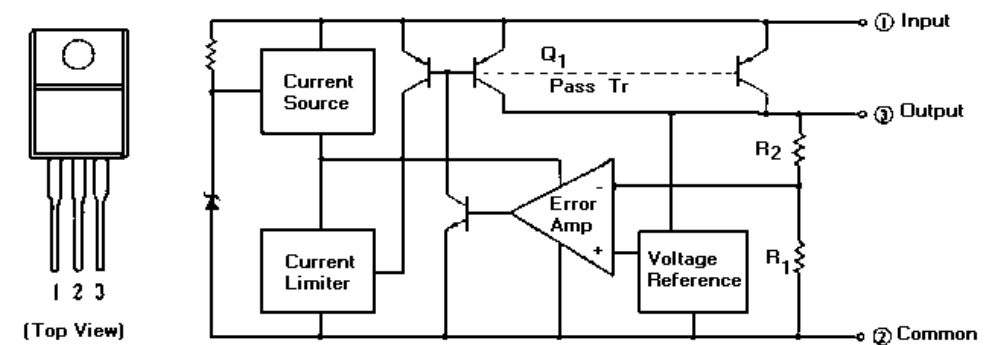 ① Input
Q1
Pass Tr
Current
Source
③ Output
R2
-
Error
Amp
+
Voltage
Reference
R1
Current
Limiter
1 2 3
(Top View)
② Common